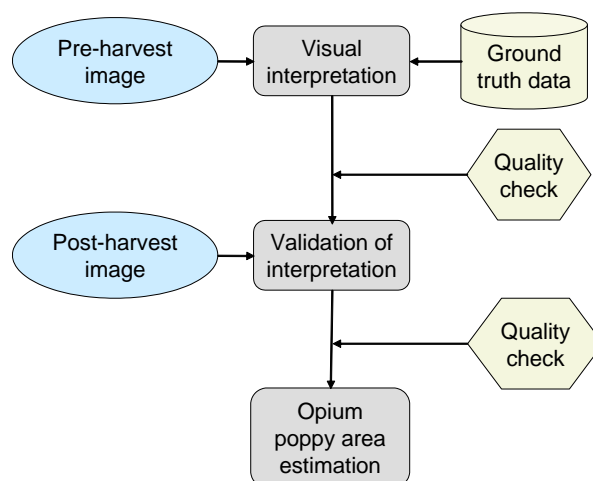 Pre-harvest
image
Visual
interpretation
Ground
truth data
Quality
check
Post-harvest
image
Validation of
interpretation
Quality
check
Opium
poppy area
estimation